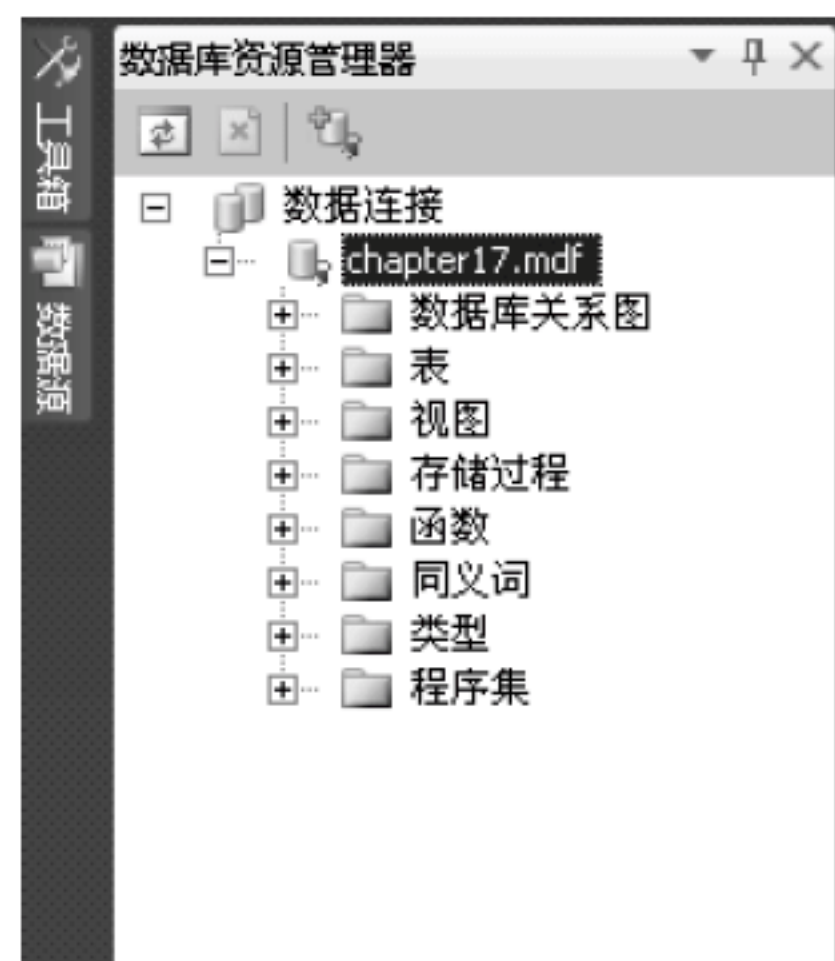 数据库资源管理器
工具箱
数据源
数据连接
chapter17.mdf
数据库关系图
表
视图
存储过程
函数
同义词
类型
程序集